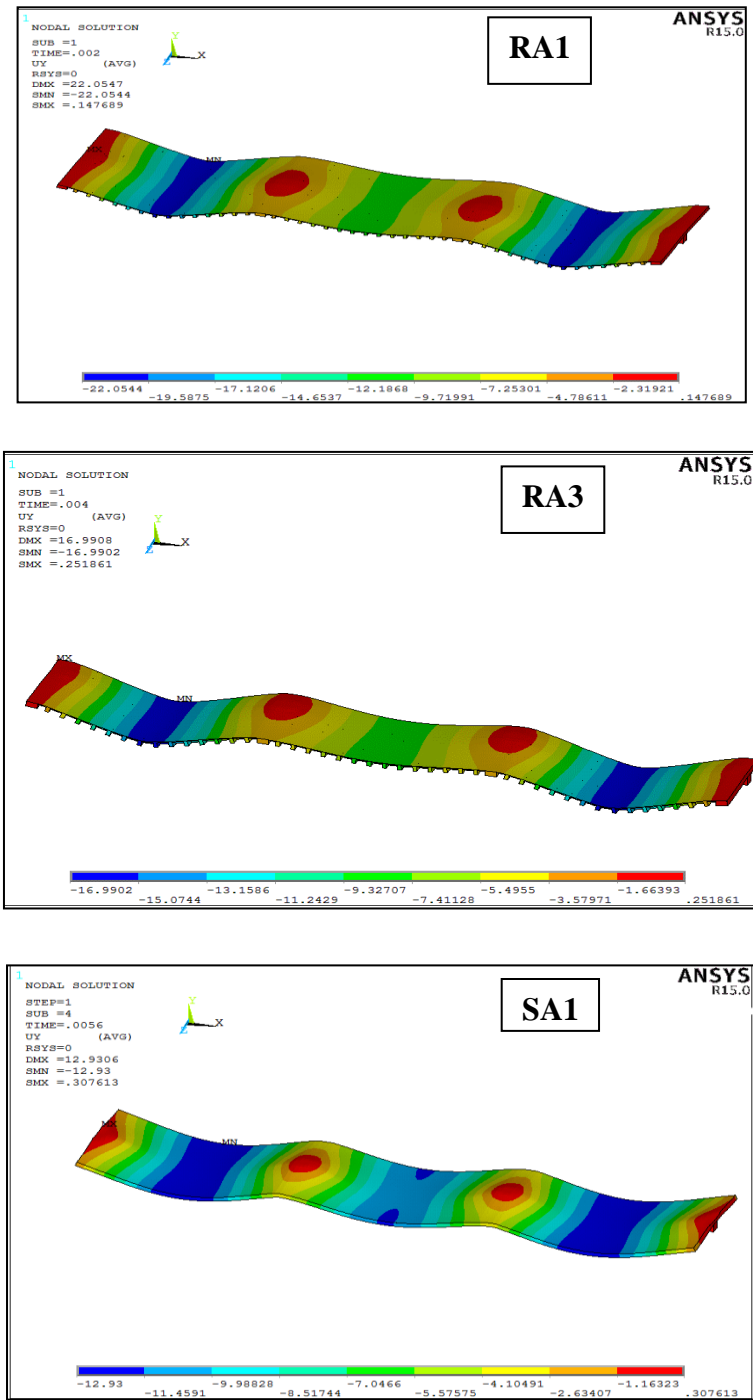 1
NODAL SOLUTION
SUB =1
TIME=.002
UY (AVG)
RSYS=0
DMX =22.0547
SMN =-22.0544
SMX =.147689
Y
Z X
RA1
ANSYS
R15.0
MX
MN
-22.0544 -17.1206 -12.1868 -7.25301 -2.31921
-19.5875 -14.6537 -9.71991 -4.78611 .147689
1
NODAL SOLUTION
SUB =1
TIME=.004
UY (AVG)
RSYS=0
DMX =16.9908
SMN =-16.9902
SMX =.251861
Y
Z X
RA3
ANSYS
R15.0
MX
MN
-16.9902 -13.1586 -9.32707 -5.4955 -1.66393
-15.0744 -11.2429 -7.41128 -3.57971 .251861
1
NODAL SOLUTION
STEP=1
SUB =4
TIME=.0056
UY (AVG)
RSYS=0
DMX =12.9306
SMN =-12.93
SMX =.307613
Y
Z X
SA1
ANSYS
R15.0
MX
MN
-12.93 -9.98828 -7.0466 -4.10491 -1.16323
-11.4591 -8.51744 -5.57575 -2.63407 .307613